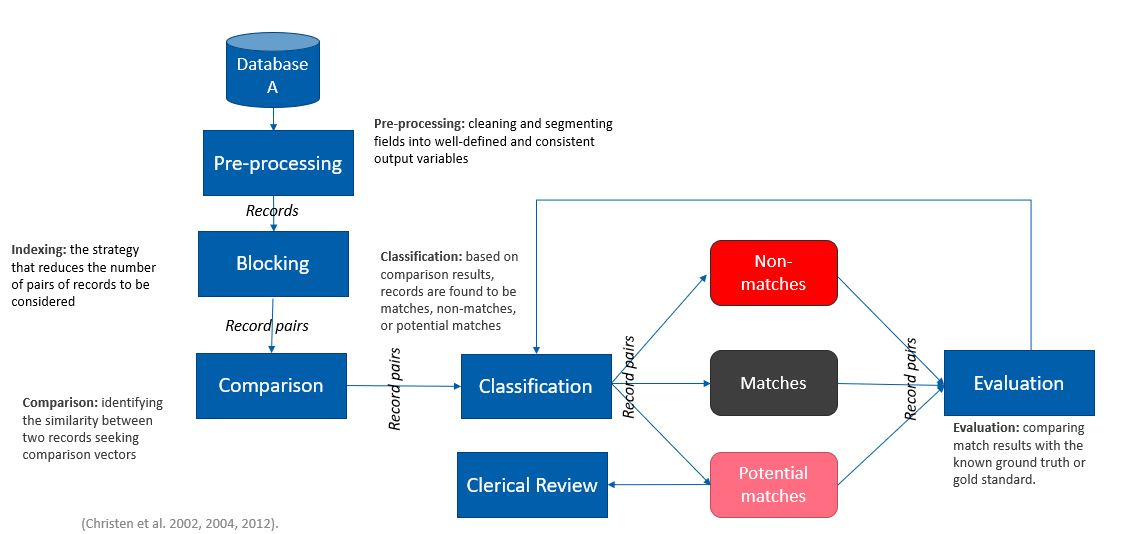 Database
A
Pre-processing: cleaning and segmenting
fields into well-defined and consistent
output variables
Pre-processing
Records
Indexing: the strategy
that reduces the number
of pairs of records to be
considered
Blocking
Classification: based on
comparison results,
records are found to be
matches, non-matches,
or potential matches
Non-
matches
Record pairs
Comparison
Record pairs
Classification
Record pairs
Matches
Record pairs
Evaluation
Comparison: identifying
the similarity between
two records seeking
comparison vectors
Evaluation: comparing
match results with the
known ground truth or
gold standard.
Clerical Review
Potential
matches
(Christen et al. 2002, 2004, 2012).